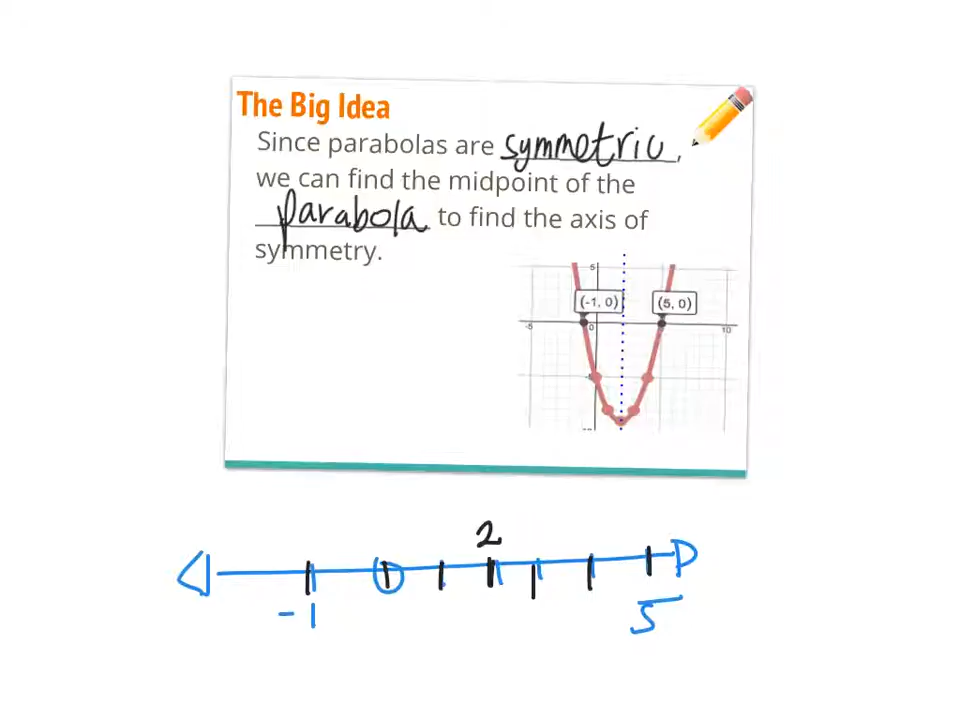 The Big Idea
Since parabolas are symmetric,
we can find the midpoint of the
parabola to find the axis of
symmetry.
5
(-1, 0) (5, 0)
-5 0 10
2
-1 5